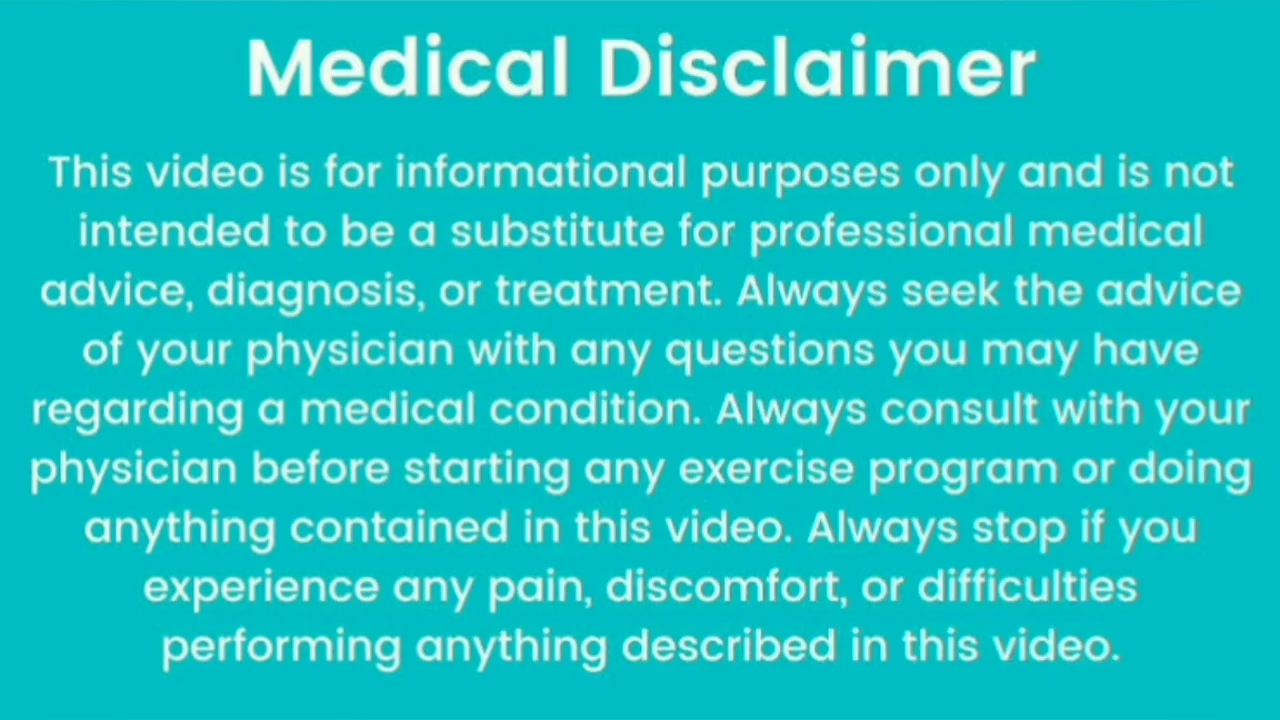 Medical Disclaimer
This video is for informational purposes only and is not
intended to be a substitute for professional medical
advice, diagnosis, or treatment. Always seek the advice
of your physician with any questions you may have
regarding a medical condition. Always consult with your
physician before starting any exercise program or doing
anything contained in this video. Always stop if you
experience any pain, discomfort, or difficulties
performing anything described in this video.